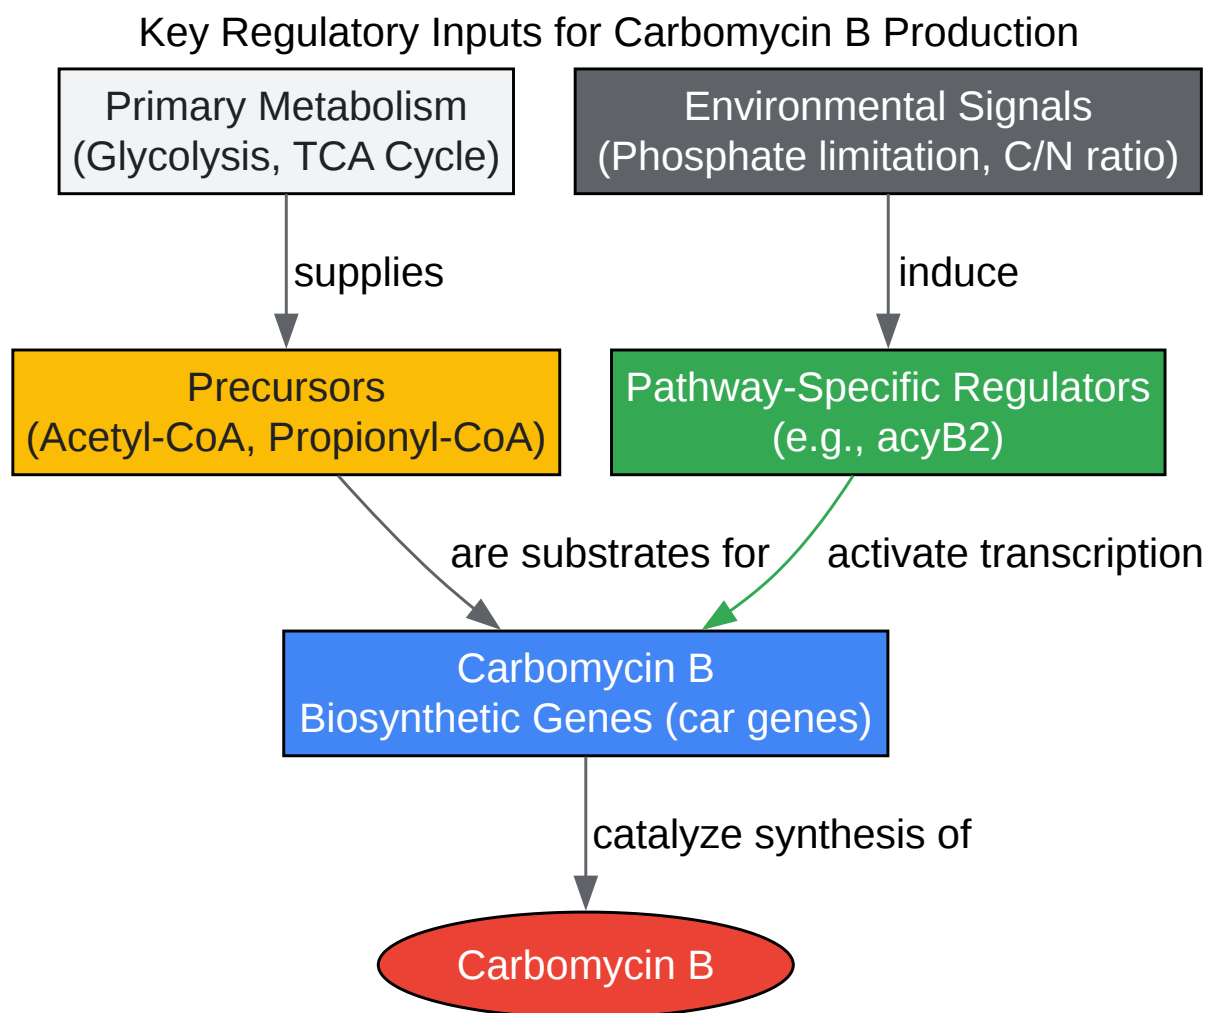 Key Regulatory Inputs for Carbomycin B Production
Primary Metabolism
(Glycolysis, TCA Cycle)
Environmental Signals
(Phosphate limitation, C/N ratio)
supplies
induce
Precursors
(Acetyl-CoA, Propionyl-CoA)
Pathway-Specific Regulators
(e.g., acyB2)
are substrates for
activate transcription
Carbomycin B
Biosynthetic Genes (car genes)
catalyze synthesis of
Carbomycin B